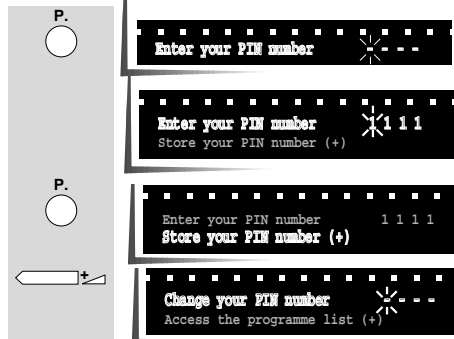 P.
Enter your PIN number - - - -
Enter your PIN number 1 1 1 1
Store your PIN number (+)
P.
Enter your PIN number 1 1 1 1
Store your PIN number (+)
+
Change your PIN number - - - -
Access the programme list (+)